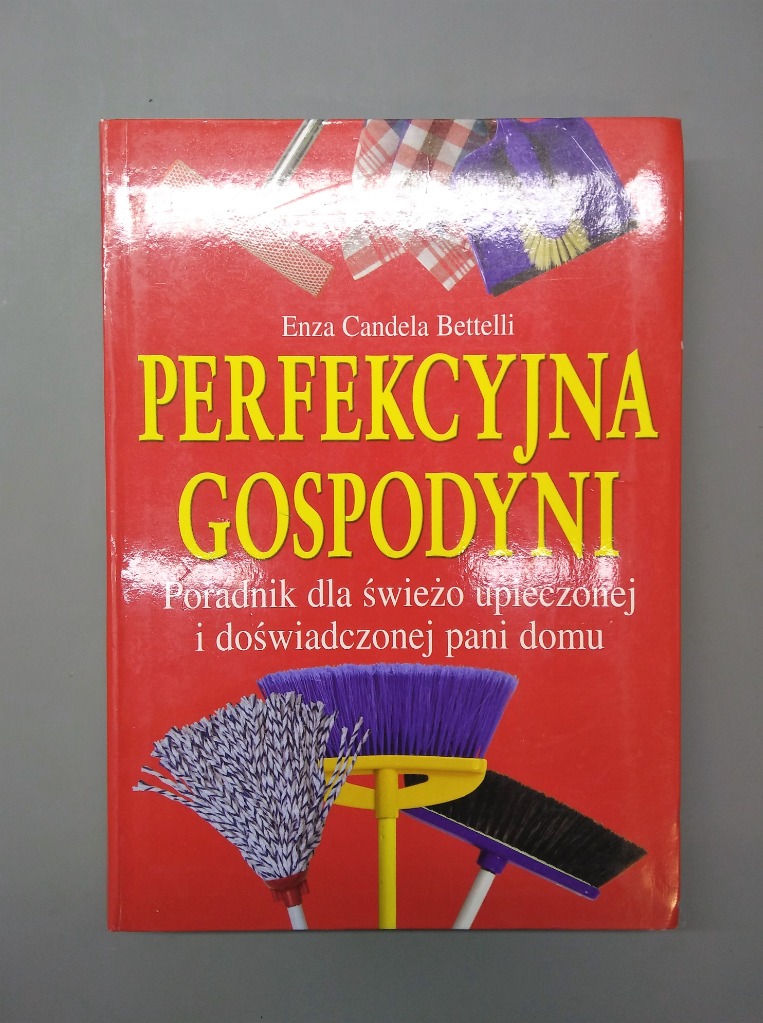 Enza Candela Bettelli
PERFEKCYJNA
GOSPODYNI
Poradnik dla świeżo upieczonej
i doświadczonej pani domu